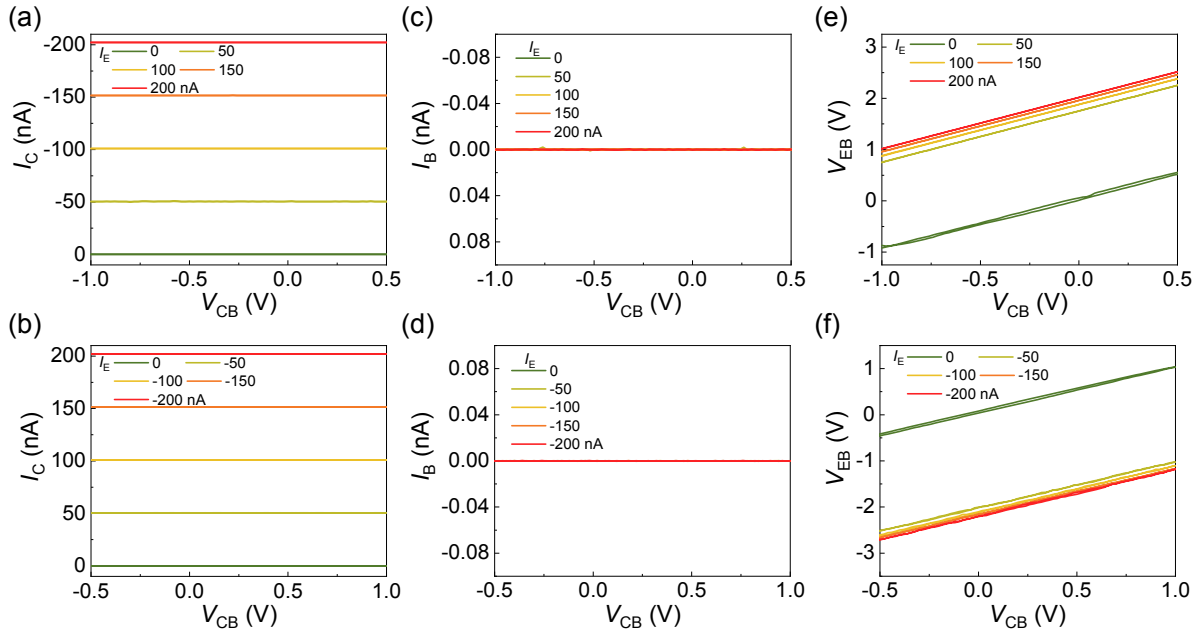 (a)
I_E 0 50
100 150
200 nA
-200
-150
-100
-50
0
I_C (nA)
-1.0 -0.5 0.0 0.5
V_CB (V)
(c)
I_E
0
50
100
150
200 nA
-0.08
-0.04
0.00
0.04
0.08
I_B (nA)
-1.0 -0.5 0.0 0.5
V_CB (V)
(e)
I_E 0 50
100 150
200 nA
3
2
1
0
-1
V_EB (V)
-1.0 -0.5 0.0 0.5
V_CB (V)
(b)
I_E 0 -50
-100 -150
-200 nA
200
150
100
50
0
I_C (nA)
-0.5 0.0 0.5 1.0
V_CB (V)
(d)
I_E
0
-50
-100
-150
-200 nA
0.08
0.04
0.00
-0.04
-0.08
I_B (nA)
-0.5 0.0 0.5 1.0
V_CB (V)
(f)
I_E 0 -50
-100 -150
-200 nA
1
0
-1
-2
-3
V_EB (V)
-0.5 0.0 0.5 1.0
V_CB (V)